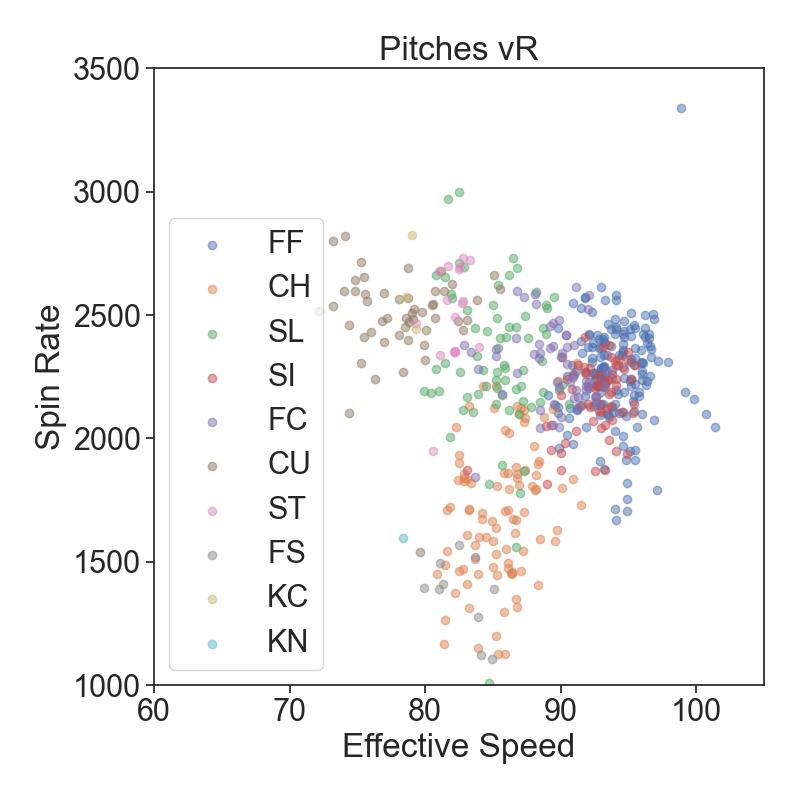 Pitches vR
3500
3000
2500
2000
1500
1000
Spin Rate
FF
CH
SL
SI
FC
CU
ST
FS
KC
KN
60 70 80 90 100
Effective Speed